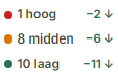 1 hoog −2 ↓
8 midden −6 ↓
10 laag −11 ↓